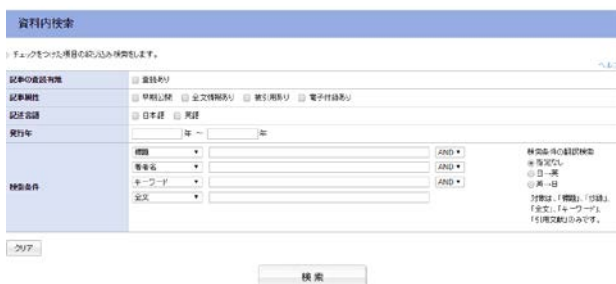 資料内検索
チェックをつけた項目の絞り込み検索をします。
ヘルプ
記事の査読有無 査読あり
記事属性 早期公開 全文情報あり 被引用あり 電子付録あり
記述言語 日本語 英語
発行年 年 ~ 年
検索条件
標題 AND
著者名 AND
キーワード AND
全文
検索条件の翻訳検索
指定なし
日→英
英→日
対象は、「標題」、「抄録」、
「全文」、「キーワード」、
「引用文献」のみです。
クリア
検索